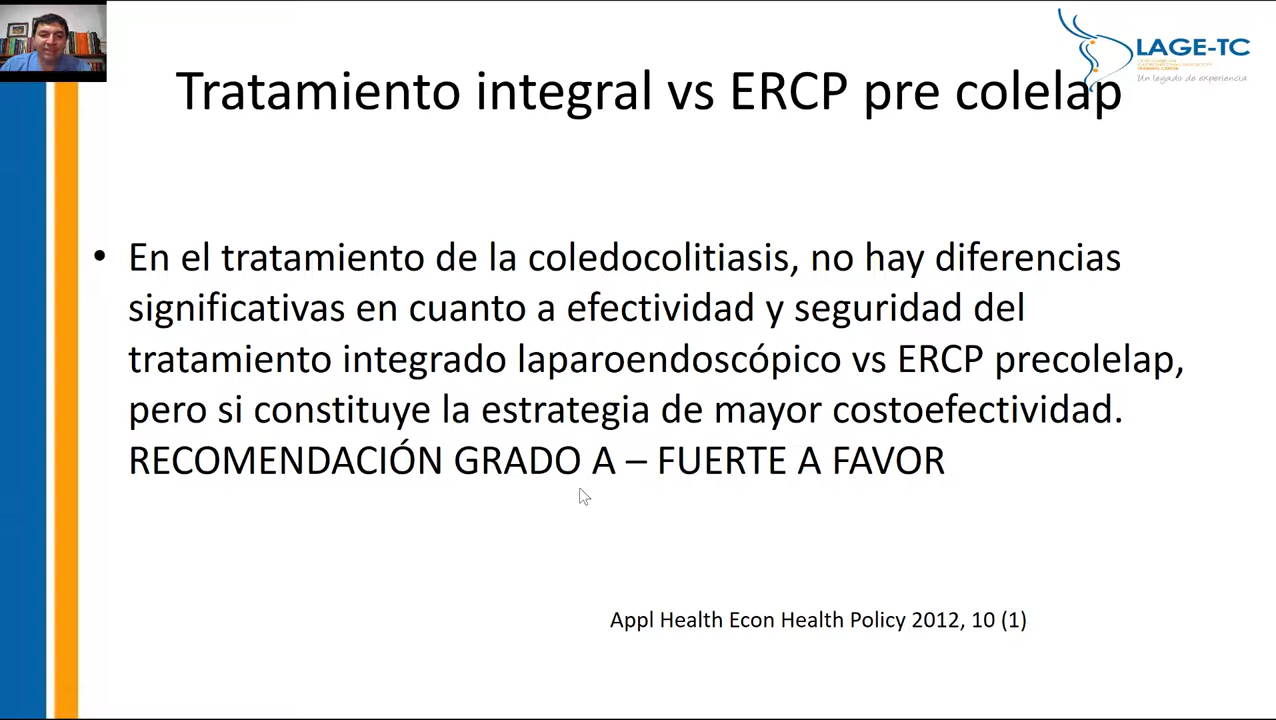 LAGE-TC
Un legado de experiencia
Tratamiento integral vs ERCP pre colelap
• En el tratamiento de la coledocolitiasis, no hay diferencias
significativas en cuanto a efectividad y seguridad del
tratamiento integrado laparoendoscópico vs ERCP precolelap,
pero si constituye la estrategia de mayor costoefectividad.
RECOMENDACIÓN GRADO A – FUERTE A FAVOR
Appl Health Econ Health Policy 2012, 10 (1)